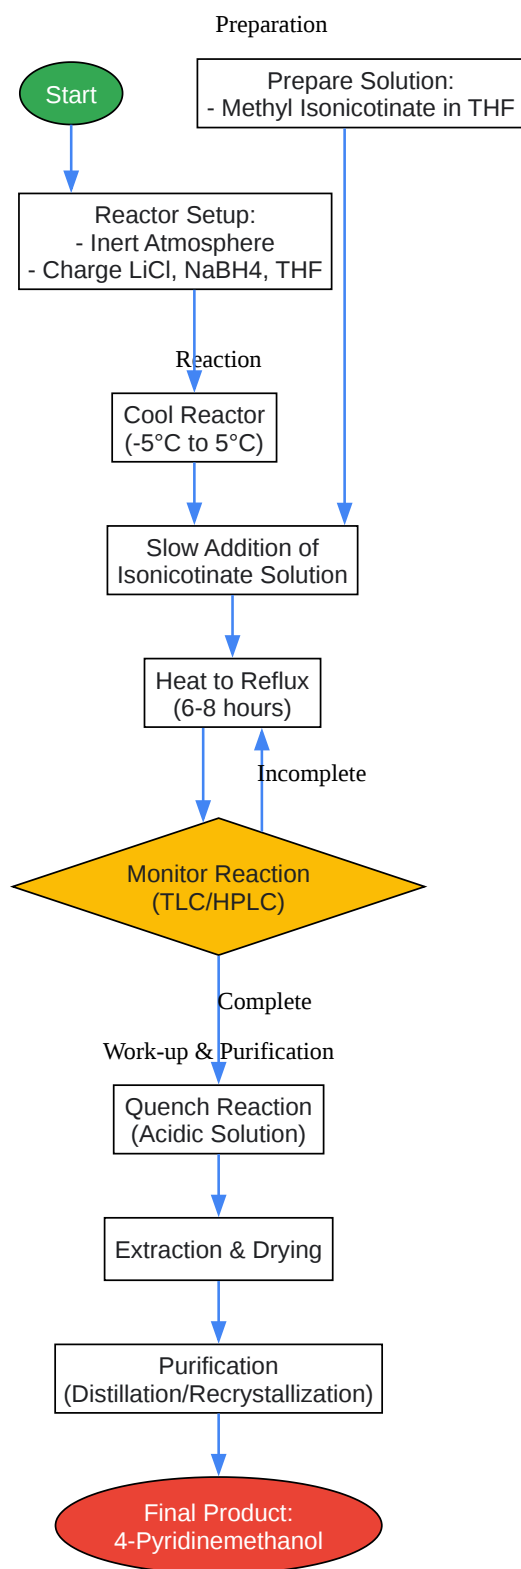 Preparation
Start
Prepare Solution:
- Methyl Isonicotinate in THF
Reactor Setup:
- Inert Atmosphere
- Charge LiCl, NaBH4, THF
Reaction
Cool Reactor
(-5°C to 5°C)
Slow Addition of
Isonicotinate Solution
Heat to Reflux
(6-8 hours)
Incomplete
Monitor Reaction
(TLC/HPLC)
Complete
Work-up & Purification
Quench Reaction
(Acidic Solution)
Extraction & Drying
Purification
(Distillation/Recrystallization)
Final Product:
4-Pyridinemethanol